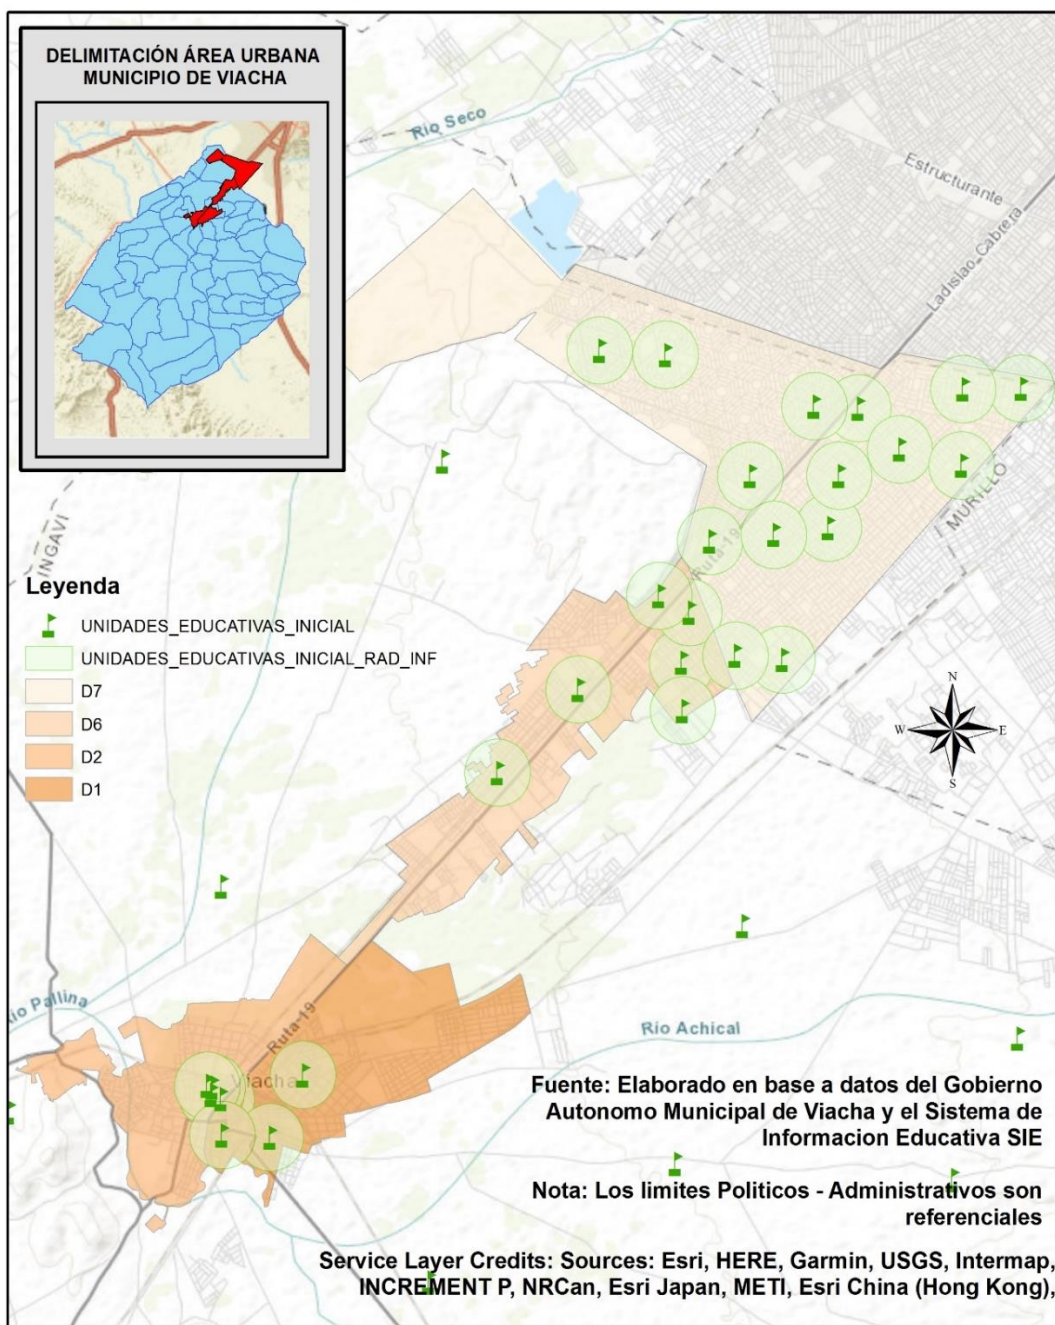 DELIMITACIÓN ÁREA URBANA
MUNICIPIO DE VIACHA
Río Seco
Estructurante
Ladislao Cabrera
MURILLO
INGAVI
Ruta-19
Leyenda
UNIDADES_EDUCATIVAS_INICIAL
UNIDADES_EDUCATIVAS_INICIAL_RAD_INF
D7
D6
D2
D1
N
W
E
S
Río Pallina
Ruta-19
Viacha
Río Achical
Fuente: Elaborado en base a datos del Gobierno
Autonomo Municipal de Viacha y el Sistema de
Informacion Educativa SIE
Nota: Los limites Politicos - Administrativos son
referenciales
Service Layer Credits: Sources: Esri, HERE, Garmin, USGS, Intermap,
INCREMENT P, NRCan, Esri Japan, METI, Esri China (Hong Kong),